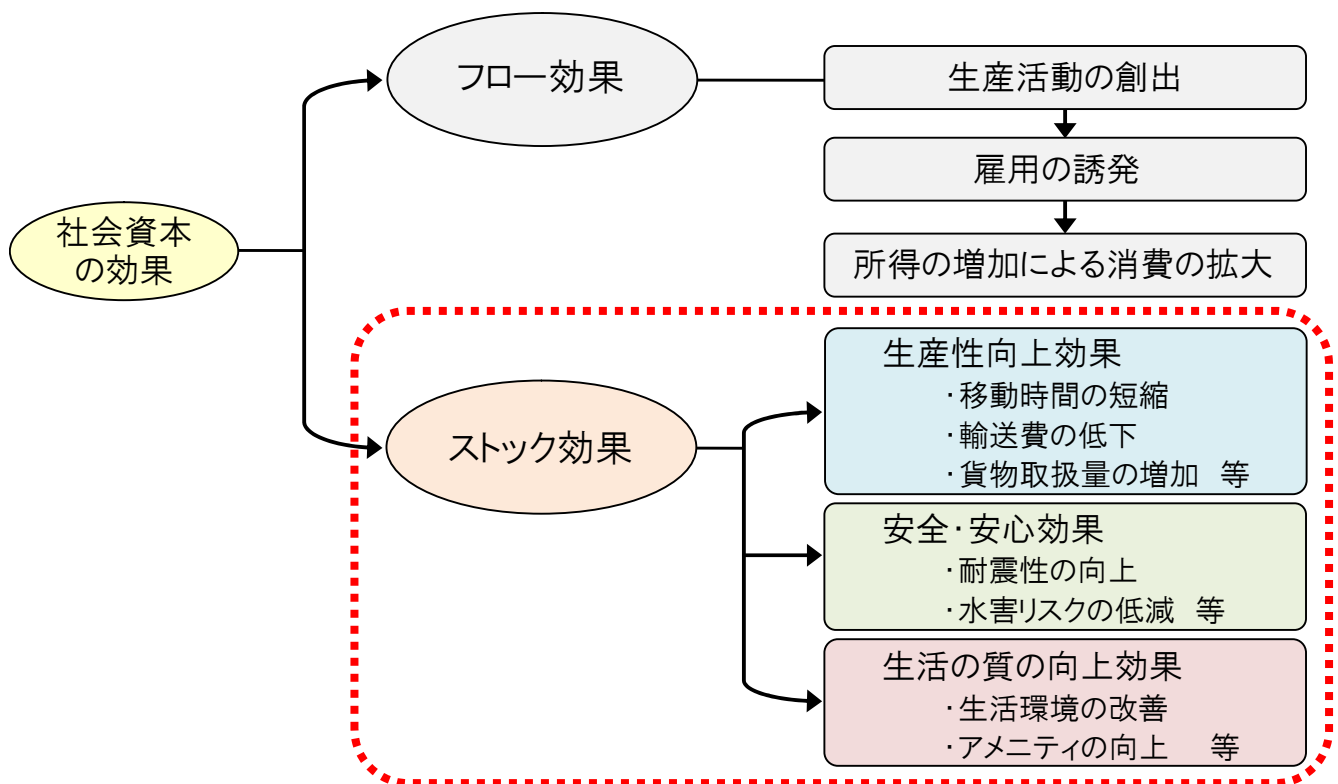 社会資本
の効果
フロー効果
生産活動の創出
雇用の誘発
所得の増加による消費の拡大
ストック効果
生産性向上効果
・移動時間の短縮
・輸送費の低下
・貨物取扱量の増加 等
安全・安心効果
・耐震性の向上
・水害リスクの低減 等
生活の質の向上効果
・生活環境の改善
・アメニティの向上 等